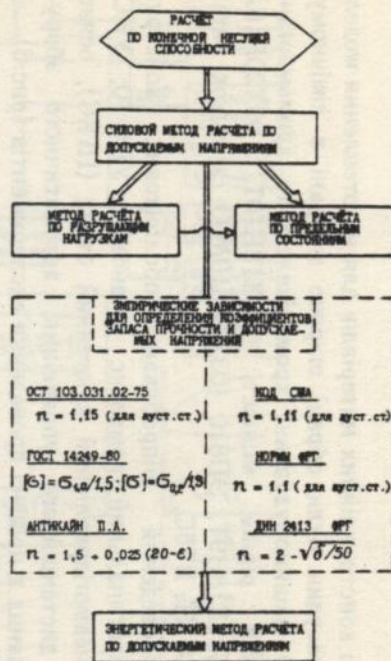 РАСЧЁТ
ПО КОНЕЧНОЙ НЕСУЩЕЙ
СПОСОБНОСТИ
СИЛОВОЙ МЕТОД РАСЧЁТА ПО
ДОПУСКАЕМЫМ НАПРЯЖЕНИЯМ
МЕТОД РАСЧЁТА
ПО РАЗРУШАЮЩИМ
НАГРУЗКАМ
МЕТОД РАСЧЁТА
ПО ПРЕДЕЛЬНЫМ
СОСТОЯНИЯМ
ЭМПИРИЧЕСКИЕ ЗАВИСИМОСТИ
ДЛЯ ОПРЕДЕЛЕНИЯ КОЭФФИЦИЕНТОВ
ЗАПАСА ПРОЧНОСТИ И ДОПУСКАЕ-
МЫХ НАПРЯЖЕНИЙ
ОСТ 103.031.02-75
n = 1,15 (для ауст.ст.)
ГОСТ 14249-80
[σ] = σ1,0/1,5; [σ] = σ0,2/1,3
АНТИКАЙН П.А.
n = 1,5 + 0,025 (20-δ)
КОД США
n = 1,11 (для ауст.ст)
НОРМЫ ФРГ
n = 1,1 (для ауст.ст.)
ДИН 2413 ФРГ
n = 2 - √δ/50
ЭНЕРГЕТИЧЕСКИЙ МЕТОД РАСЧЁТА
ПО ДОПУСКАЕМЫМ НАПРЯЖЕНИЯМ